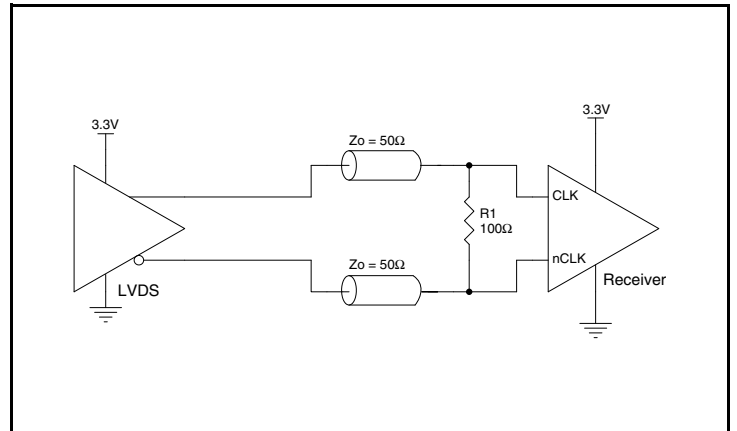 3.3V
3.3V
Zo = 50Ω
CLK
R1
100Ω
nCLK
Zo = 50Ω
Receiver
LVDS